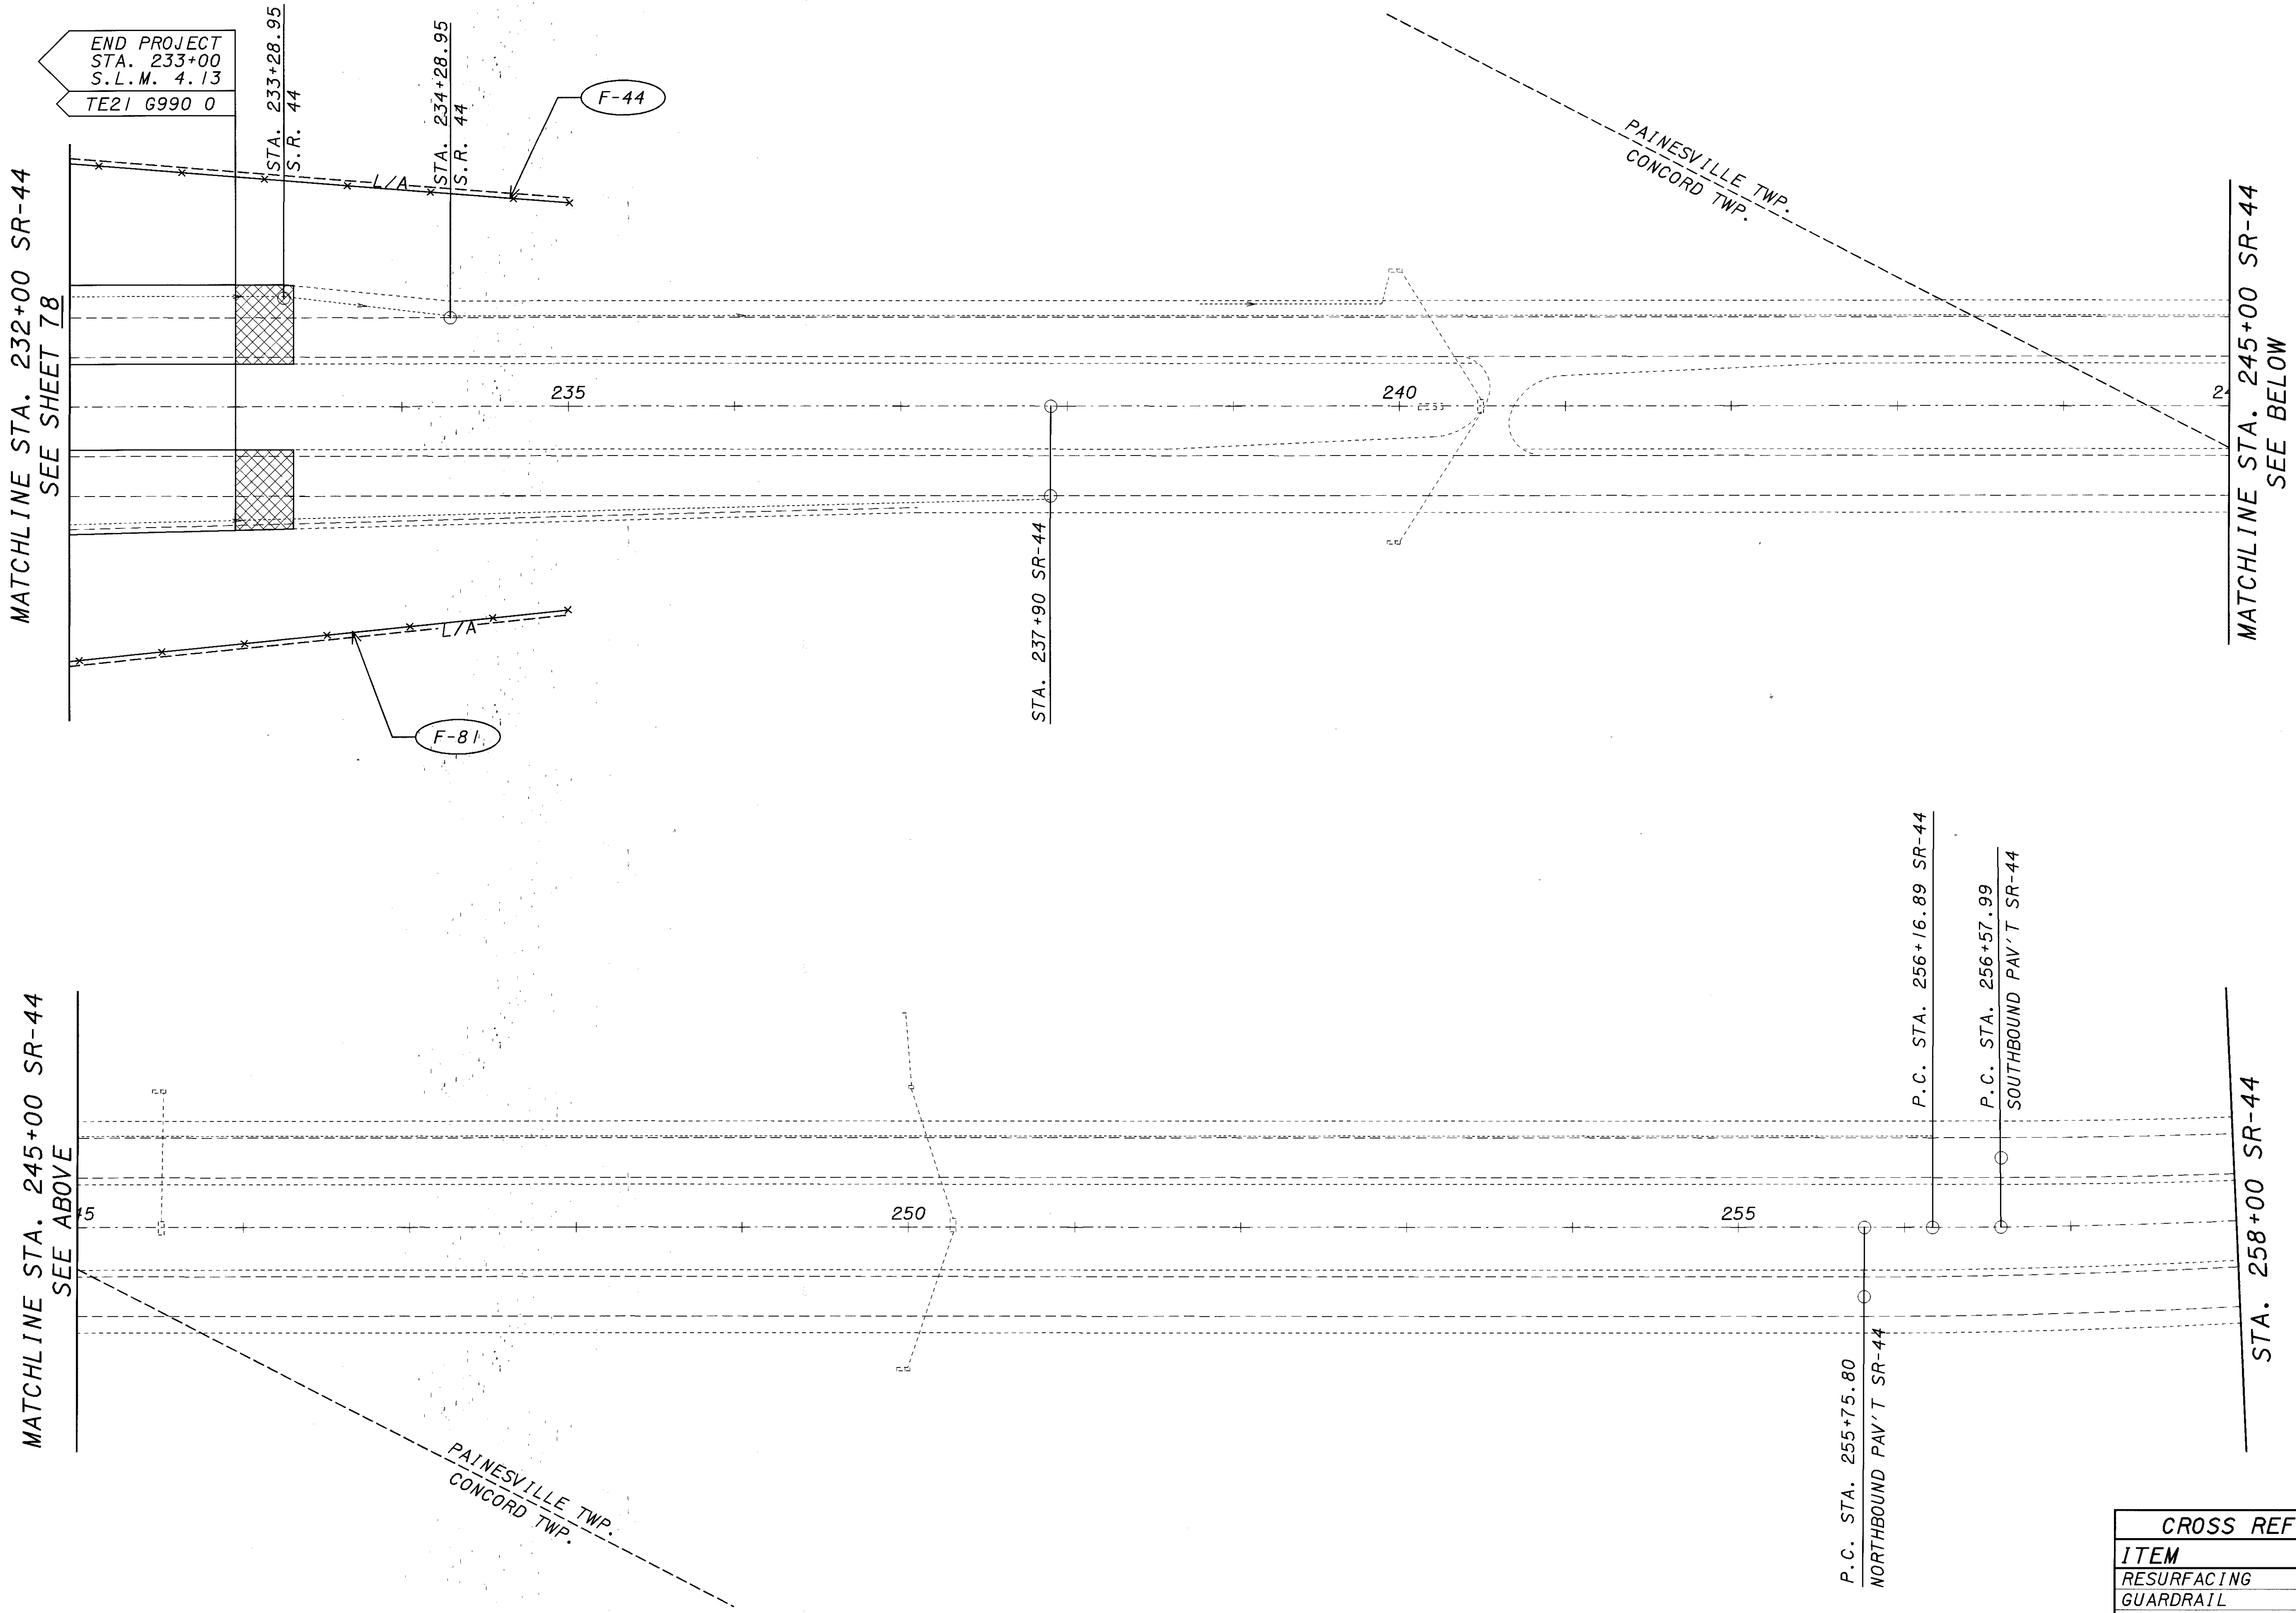 END PROJECT
STA. 233+00
S.L.M. 4.13
TE21 G990 0
STA. 233+28.95
S.R. 44
STA. 234+28.95
S.R. 44
F-44
L/A
PAINESVILLE TWP.
CONCORD TWP.
MATCHLINE STA. 232+00 SR-44
SEE SHEET 78
235
240
24
MATCHLINE STA. 245+00 SR-44
SEE BELOW
STA. 237+90 SR-44
L/A
F-81
MATCHLINE STA. 245+00 SR-44
SEE ABOVE
45
250
255
P.C. STA. 256+16.89 SR-44
P.C. STA. 256+57.99
SOUTHBOUND PAV'T SR-44
STA. 258+00 SR-44
P.C. STA. 255+75.80
NORTHBOUND PAV'T SR-44
PAINESVILLE TWP.
CONCORD TWP.
CROSS REF
ITEM
RESURFACING
GUARDRAIL